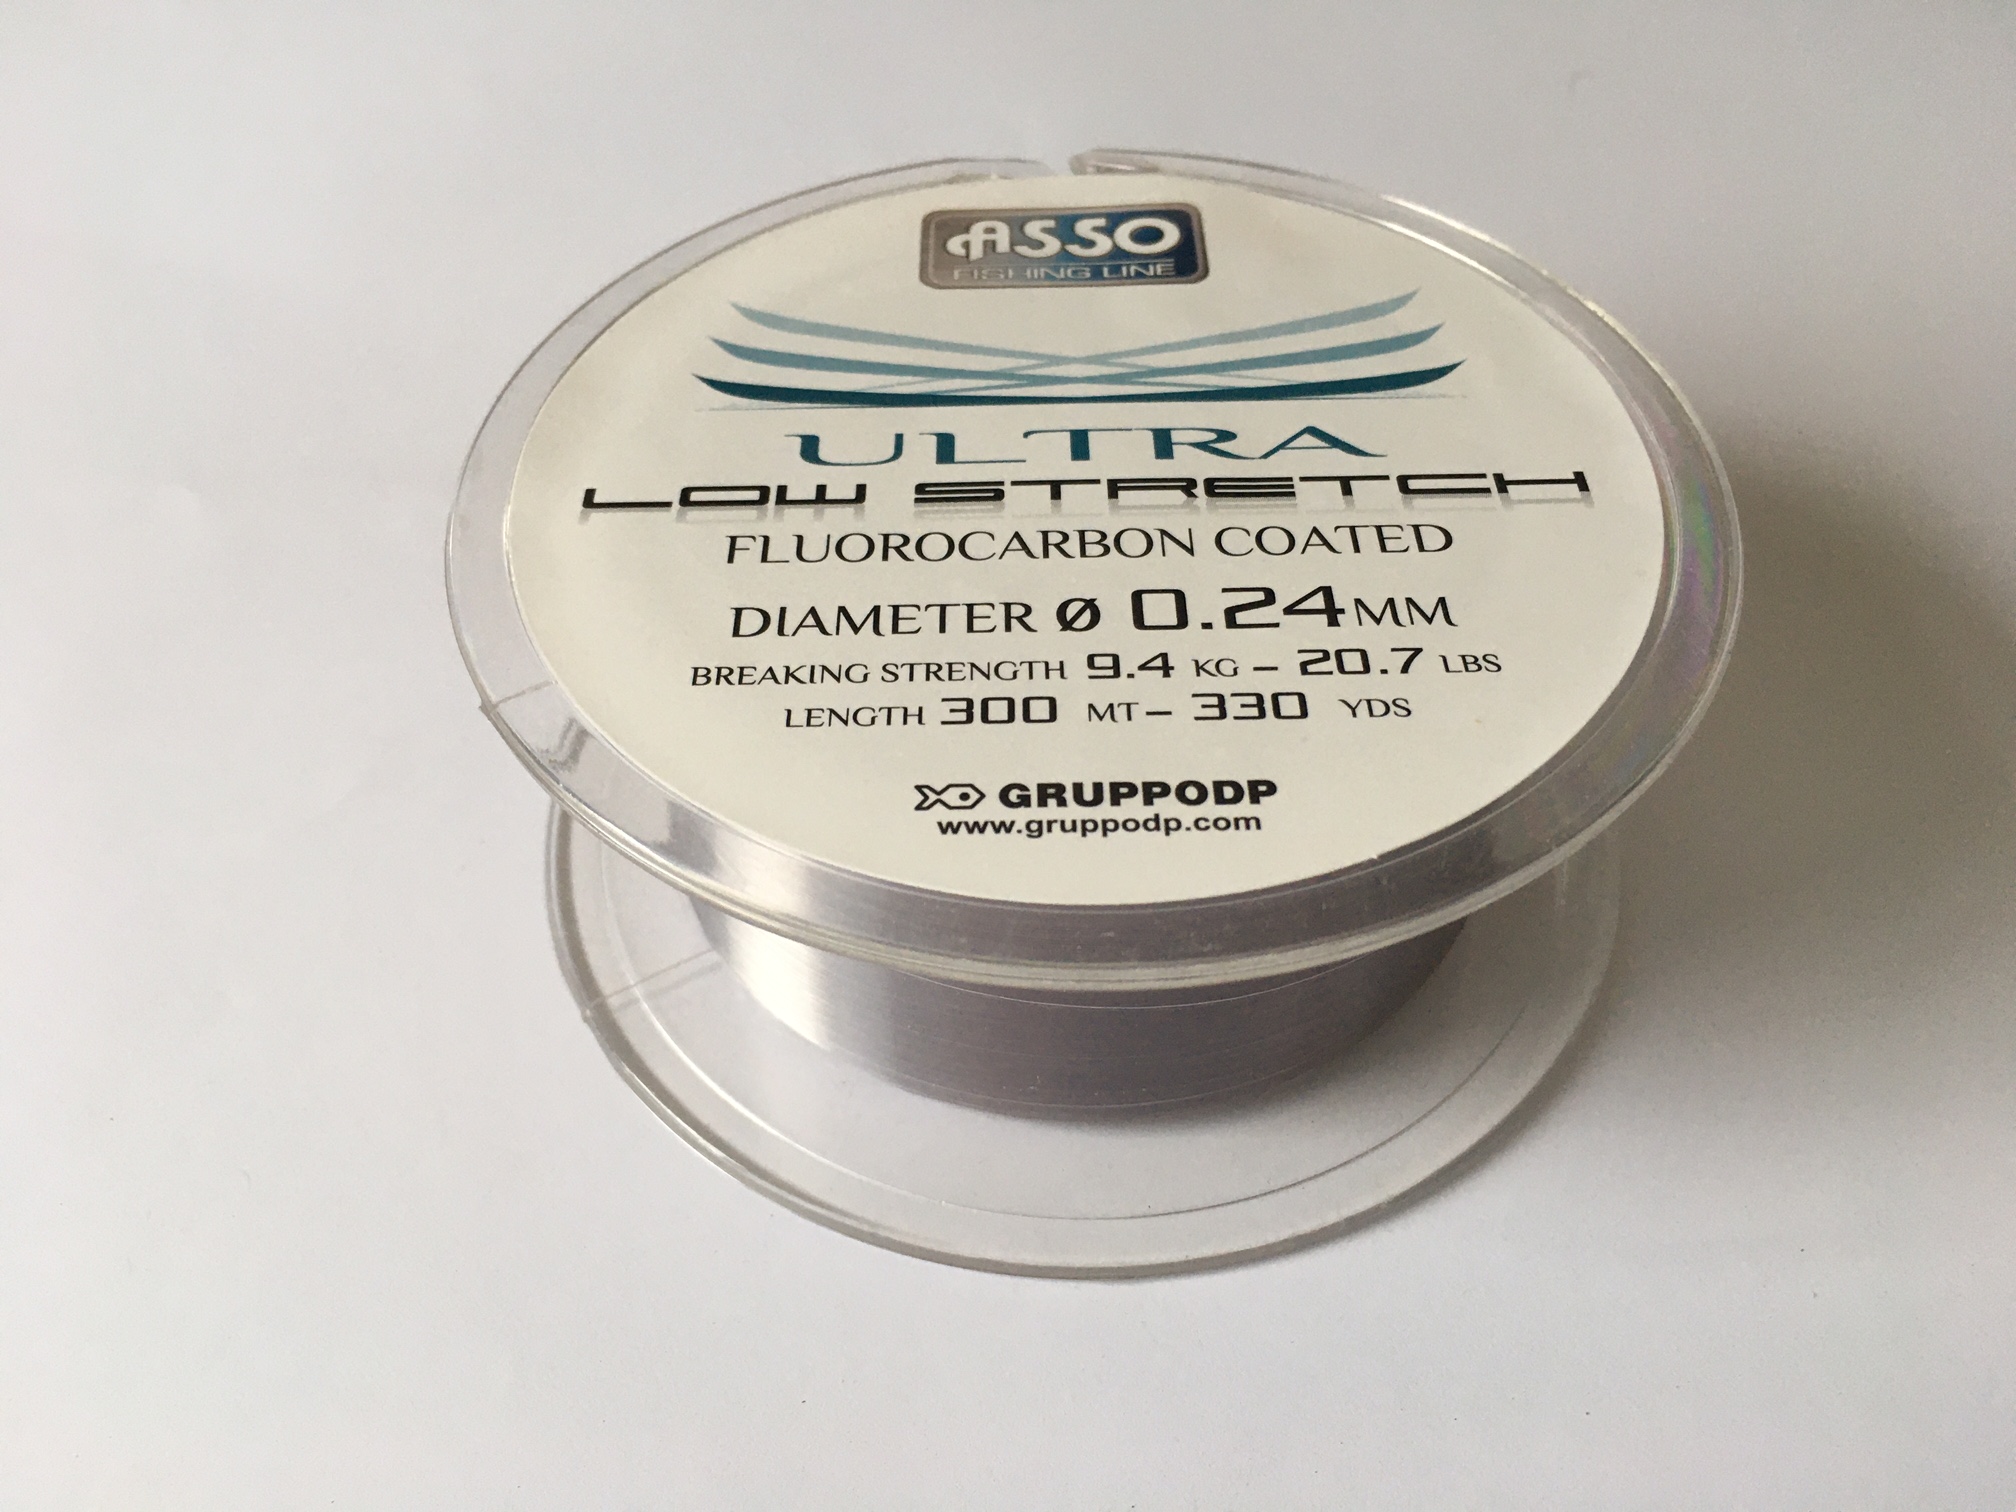 ASSO
FISHING LINE
ULTRA
LOW STRETCH
FLUOROCARBON COATED
DIAMETER Ø 0.24MM
BREAKING STRENGTH 9.4 KG – 20.7 LBS
LENGTH 300 MT – 330 YDS
GRUPPODP
www.gruppodp.com